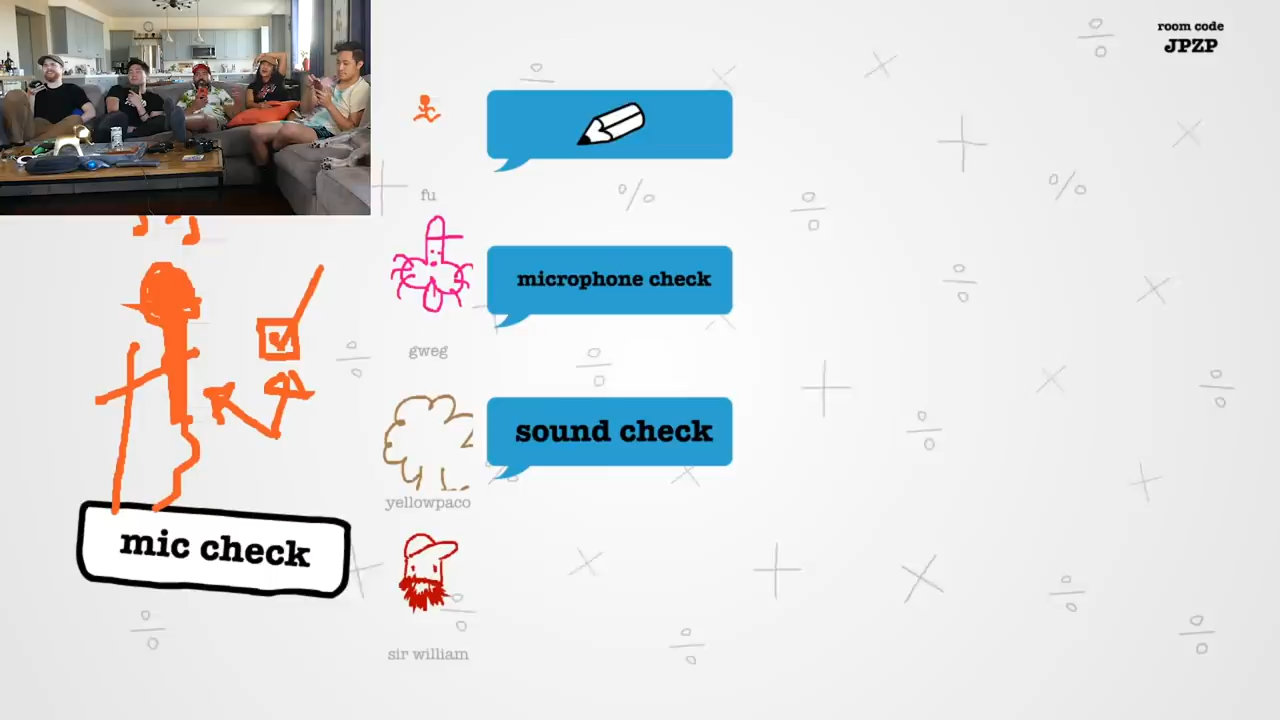 room code
JPZP
fu
microphone check
gweg
sound check
yellowpaco
mic check
sir william